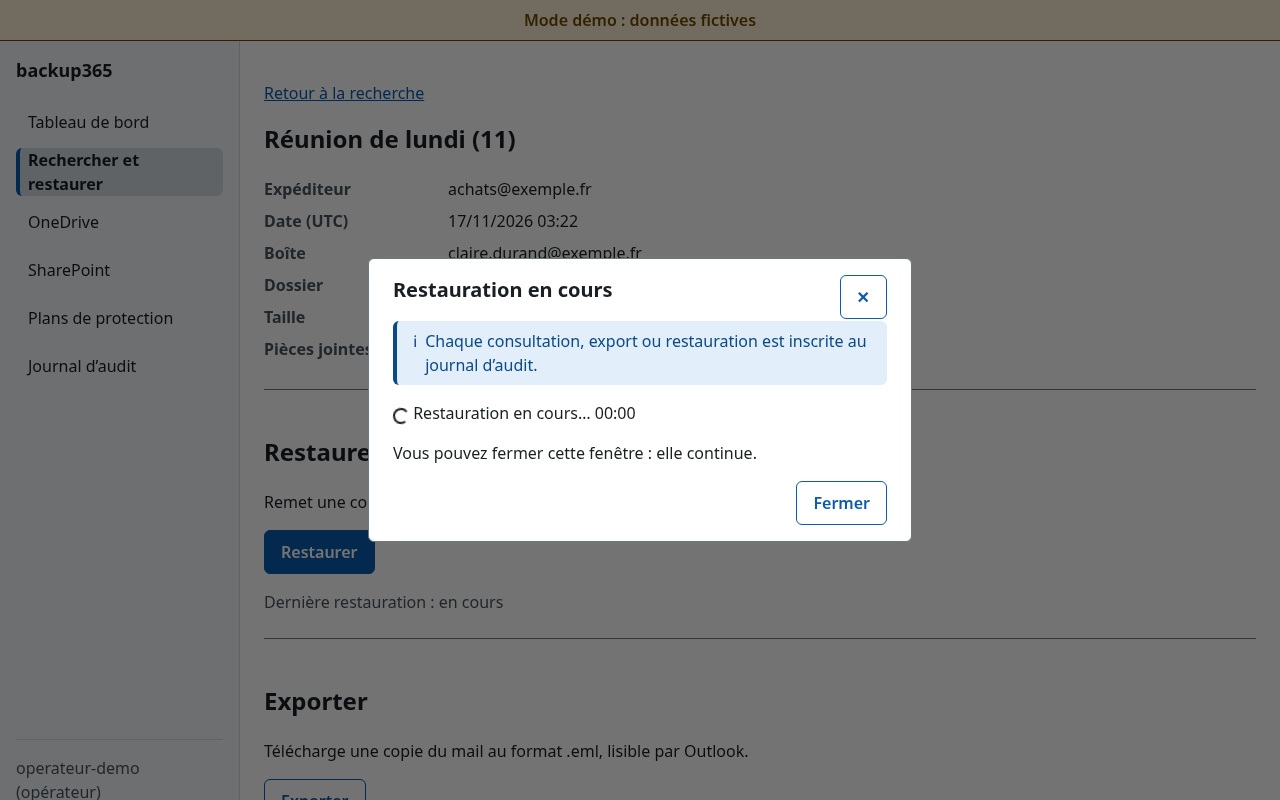 Mode démo : données fictives
backup365
Tableau de bord
Rechercher et
restaurer
OneDrive
SharePoint
Plans de protection
Journal d’audit
operateur-demo
(opérateur)
Retour à la recherche
Réunion de lundi (11)
Expéditeur achats@exemple.fr
Date (UTC) 17/11/2026 03:22
Boîte claire.durand@exemple.fr
Dossier
Taille
Pièces jointes
Restauration en cours
×
i Chaque consultation, export ou restauration est inscrite au
journal d’audit.
Restauration en cours… 00:00
Vous pouvez fermer cette fenêtre : elle continue.
Fermer
Remet une co
Restaurer
Dernière restauration : en cours
Exporter
Télécharge une copie du mail au format .eml, lisible par Outlook.
Exporter